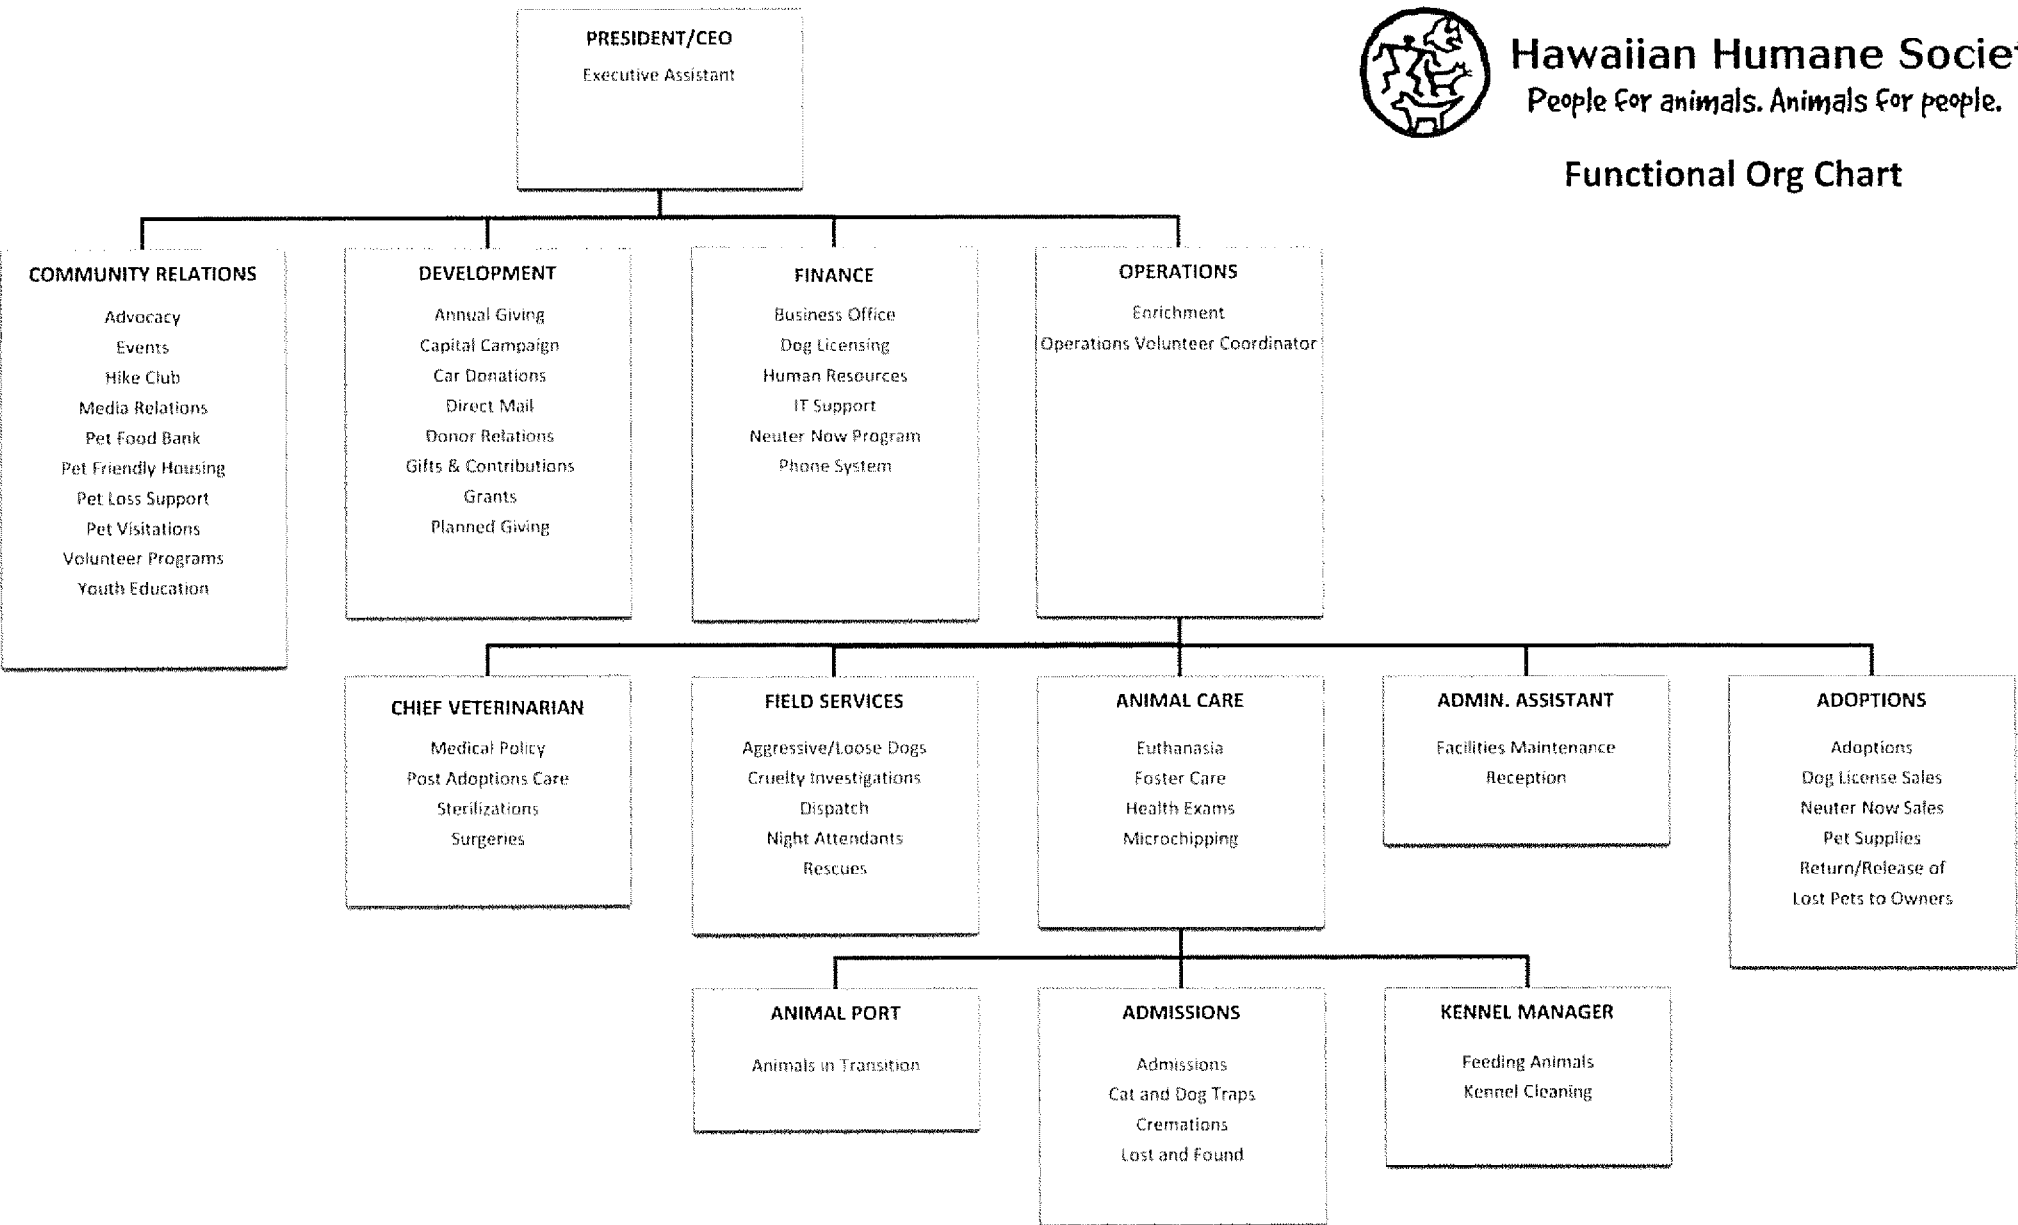 PRESIDENT/CEO
Executive Assistant
Hawaiian Humane Socie
People for animals. Animals for people.
Functional Org Chart
COMMUNITY RELATIONS
Advocacy
Events
Hike Club
Media Relations
Pet Food Bank
Pet Friendly Housing
Pet Loss Support
Pet Visitations
Volunteer Programs
Youth Education
DEVELOPMENT
Annual Giving
Capital Campaign
Car Donations
Direct Mail
Donor Relations
Gifts & Contributions
Grants
Planned Giving
FINANCE
Business Office
Dog Licensing
Human Resources
IT Support
Neuter Now Program
Phone System
OPERATIONS
Enrichment
Operations Volunteer Coordinator
CHIEF VETERINARIAN
Medical Policy
Post Adoptions Care
Sterilizations
Surgeries
FIELD SERVICES
Aggressive/Loose Dogs
Cruelty Investigations
Dispatch
Night Attendants
Rescues
ANIMAL CARE
Euthanasia
Foster Care
Health Exams
Microchipping
ADMIN. ASSISTANT
Facilities Maintenance
Reception
ADOPTIONS
Adoptions
Dog License Sales
Neuter Now Sales
Pet Supplies
Return/Release of
Lost Pets to Owners
ANIMAL PORT
Animals in Transition
ADMISSIONS
Admissions
Cat and Dog Traps
Cremations
Lost and Found
KENNEL MANAGER
Feeding Animals
Kennel Cleaning